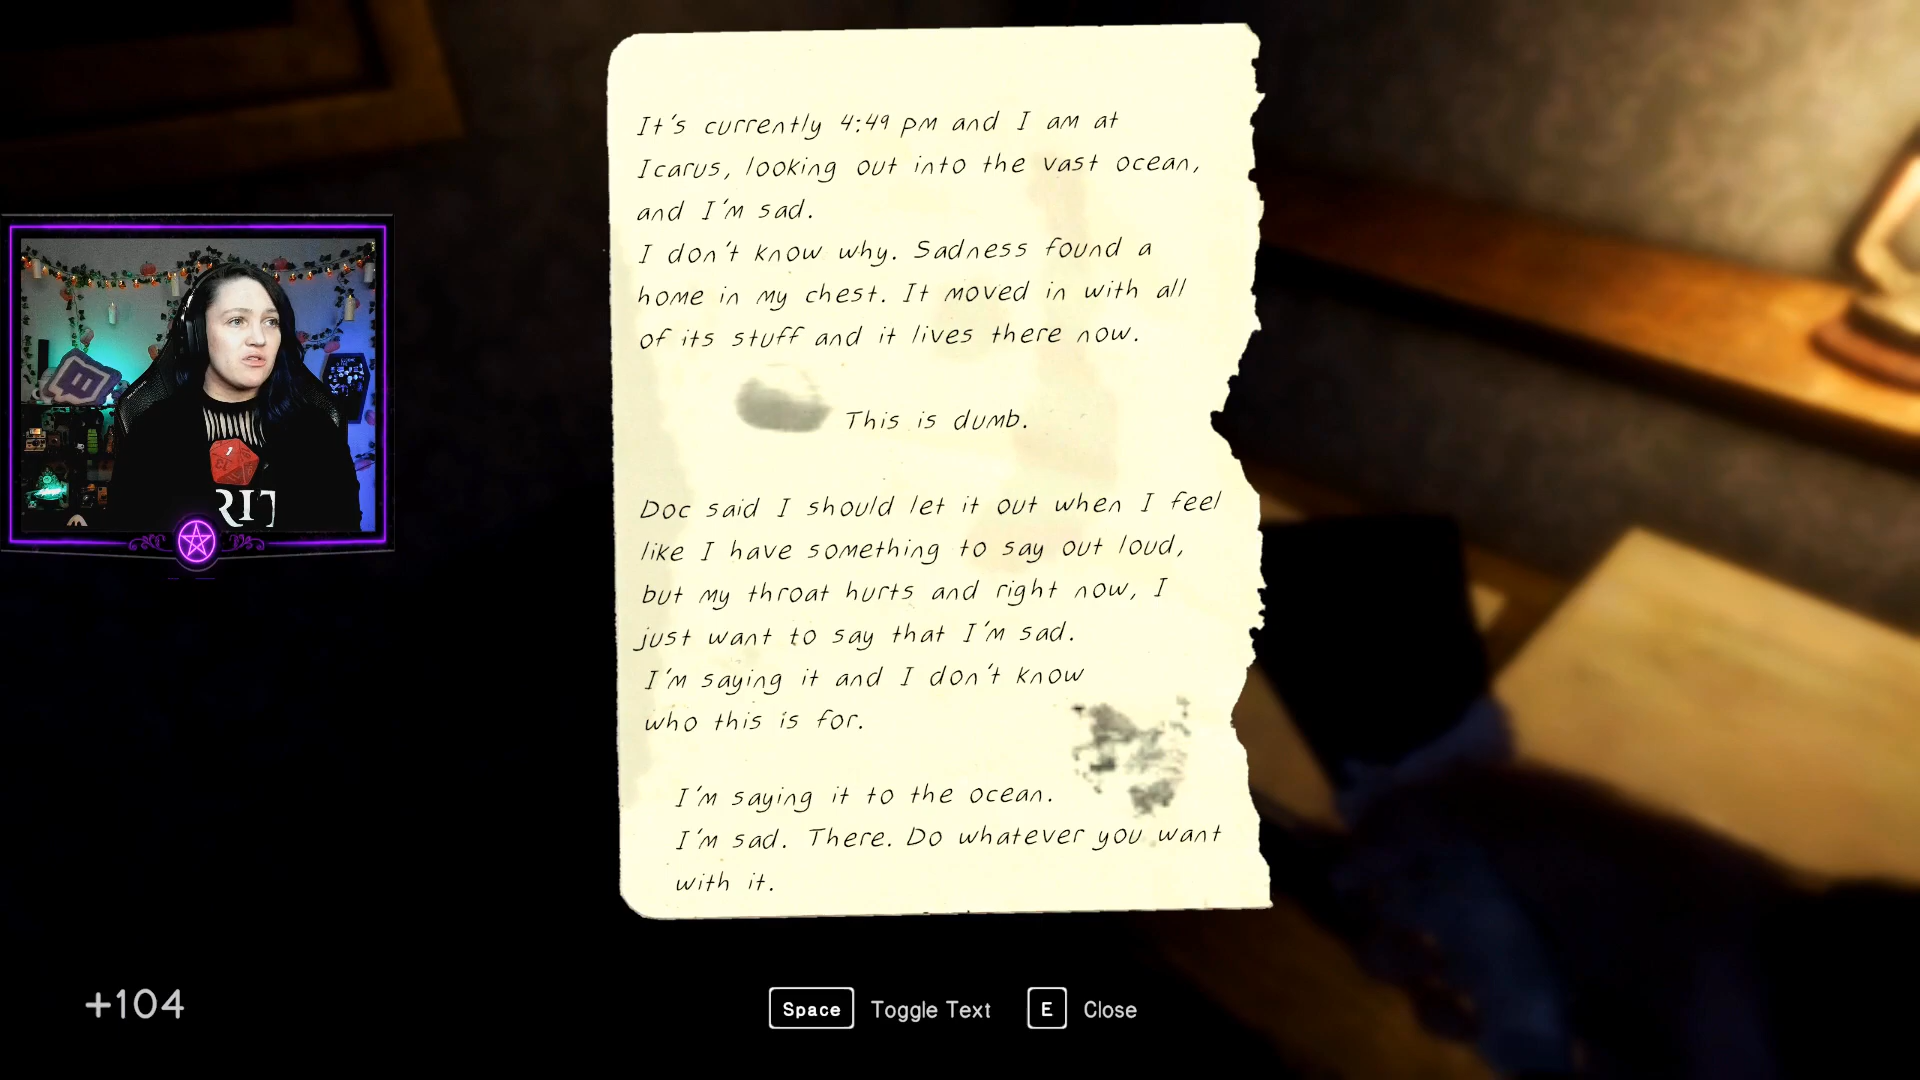 It's currently 4:49 pm and I am at
Icarus, looking out into the vast ocean,
and I'm sad.
I don't know why. Sadness found a
home in my chest. It moved in with all
of its stuff and it lives there now.
This is dumb.
Doc said I should let it out when I feel
like I have something to say out loud,
but my throat hurts and right now, I
just want to say that I'm sad.
I'm saying it and I don't know
who this is for.
I'm saying it to the ocean.
I'm sad. There. Do whatever you want
with it.
1
RIT
+104
Space Toggle Text E Close